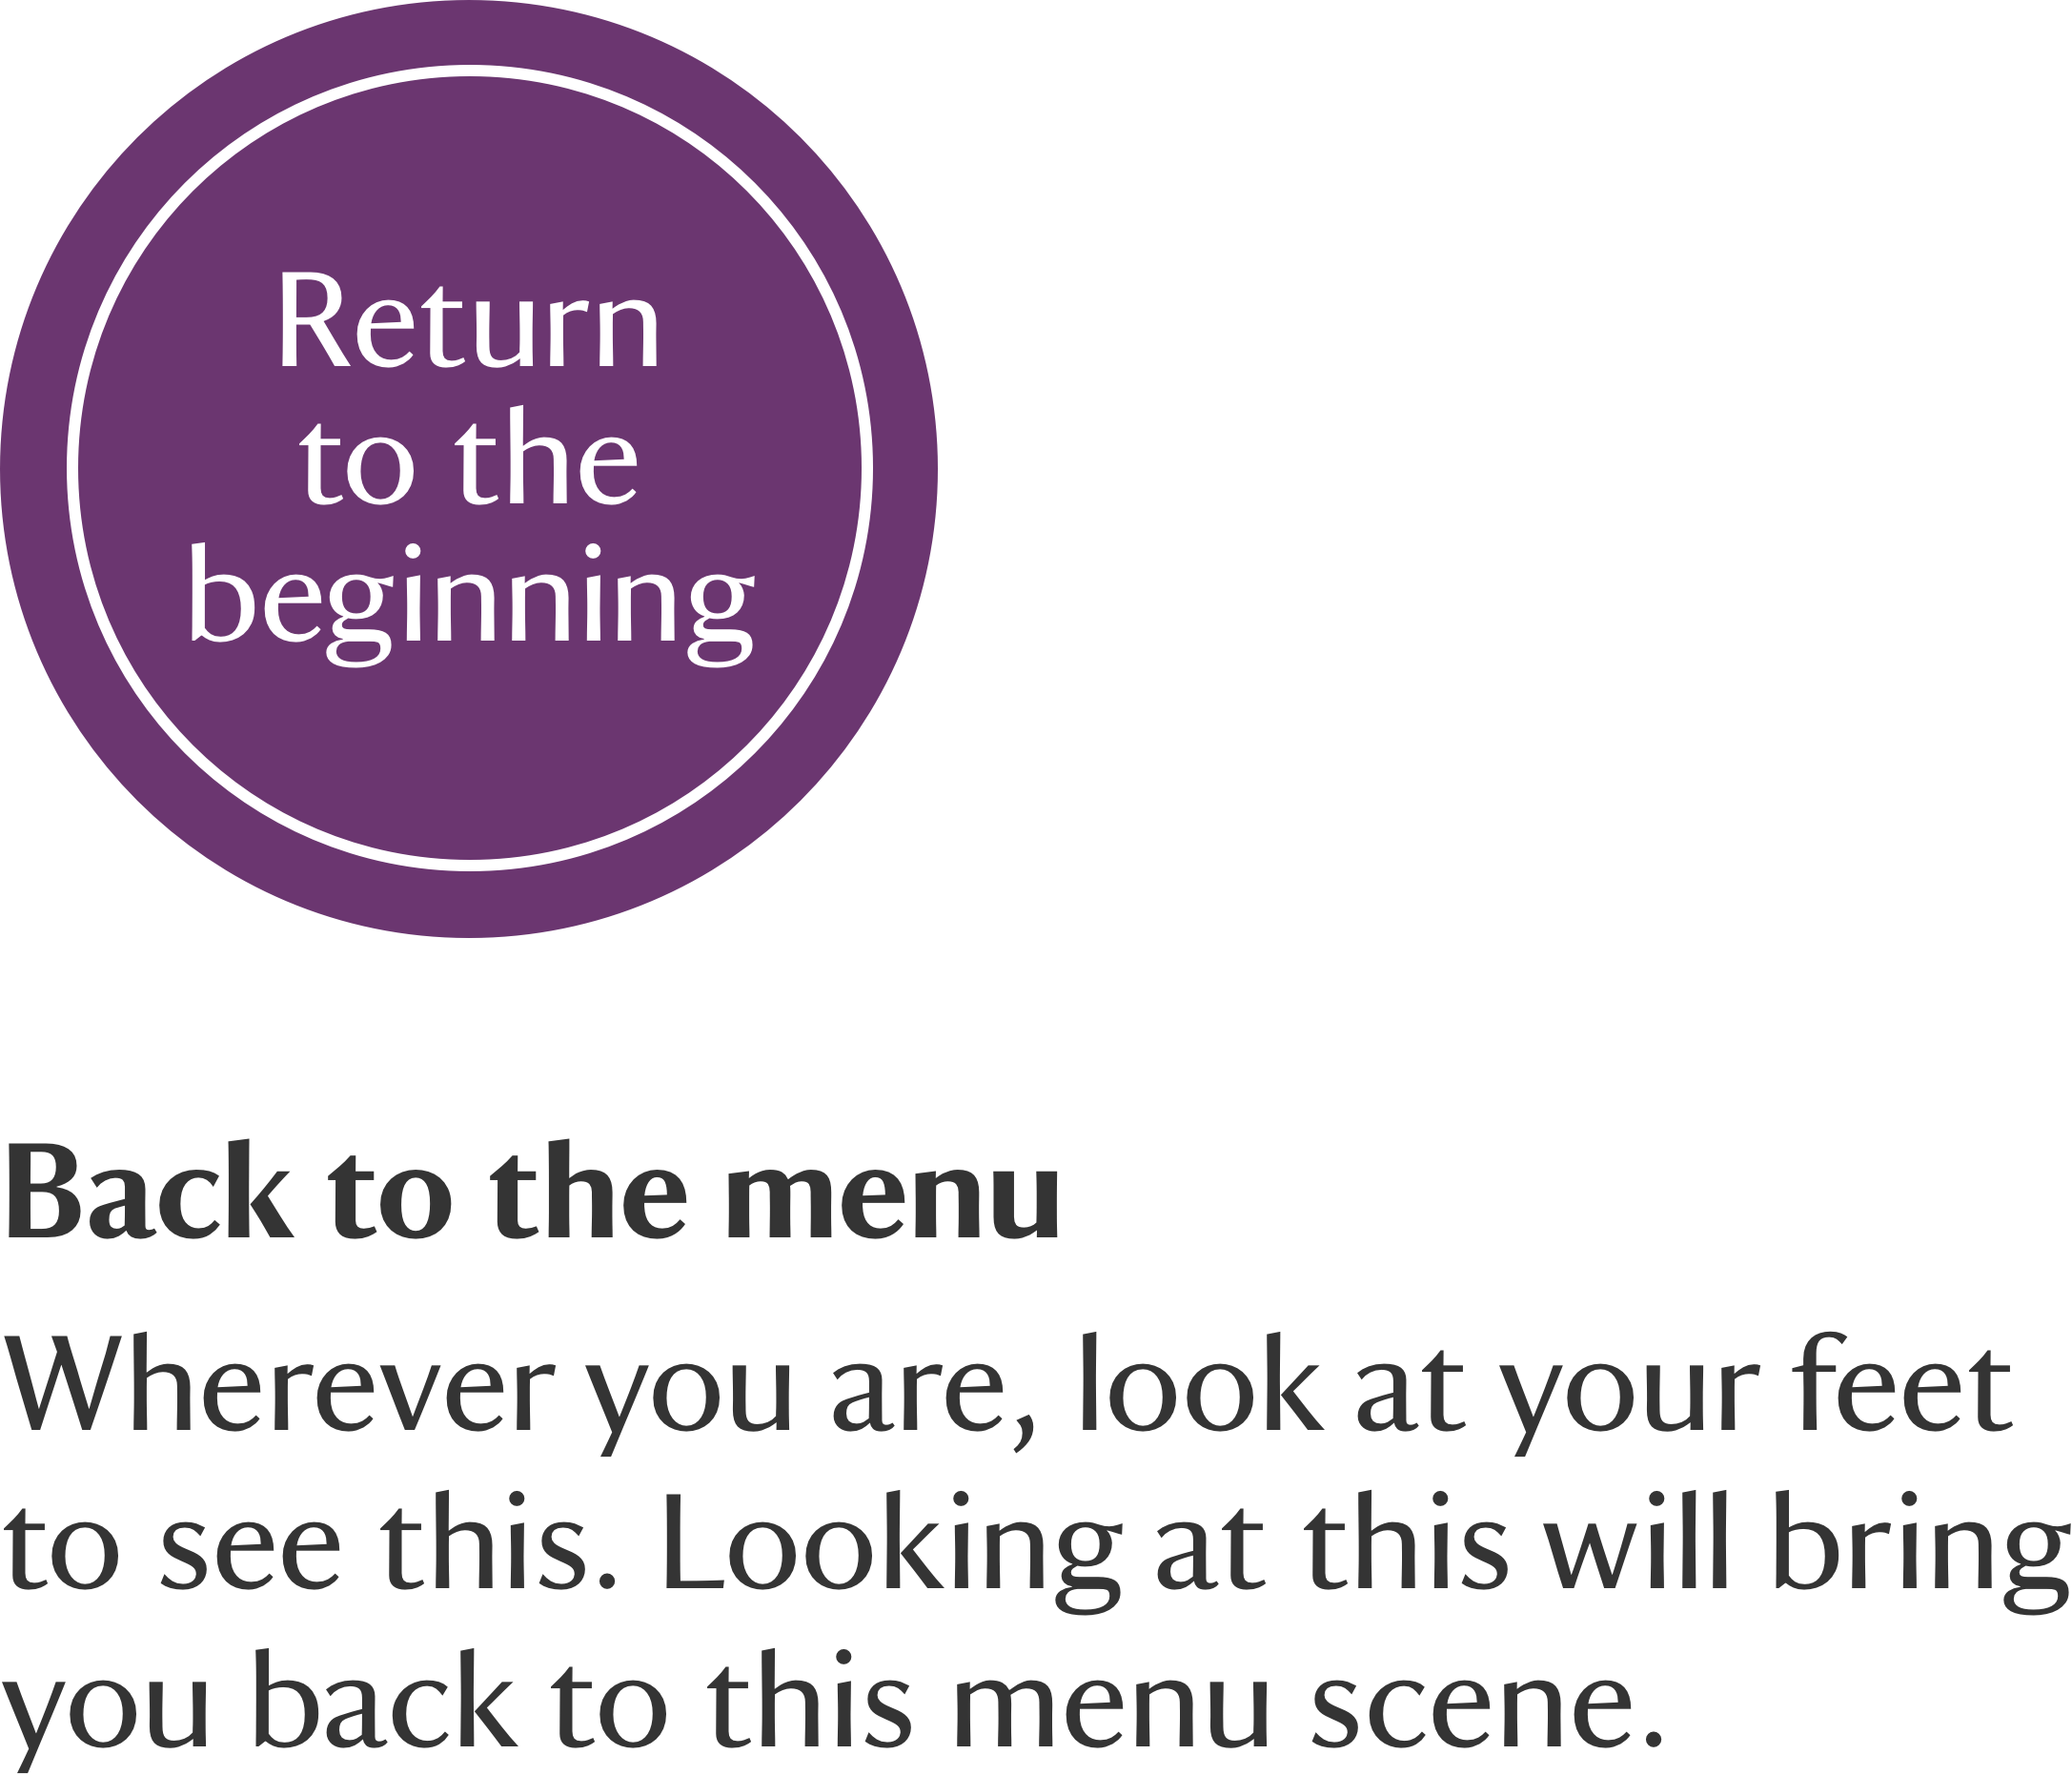 Return
to the
beginning
Back to the menu
Wherever you are, look at your feet
to see this. Looking at this will bring
you back to this menu scene.